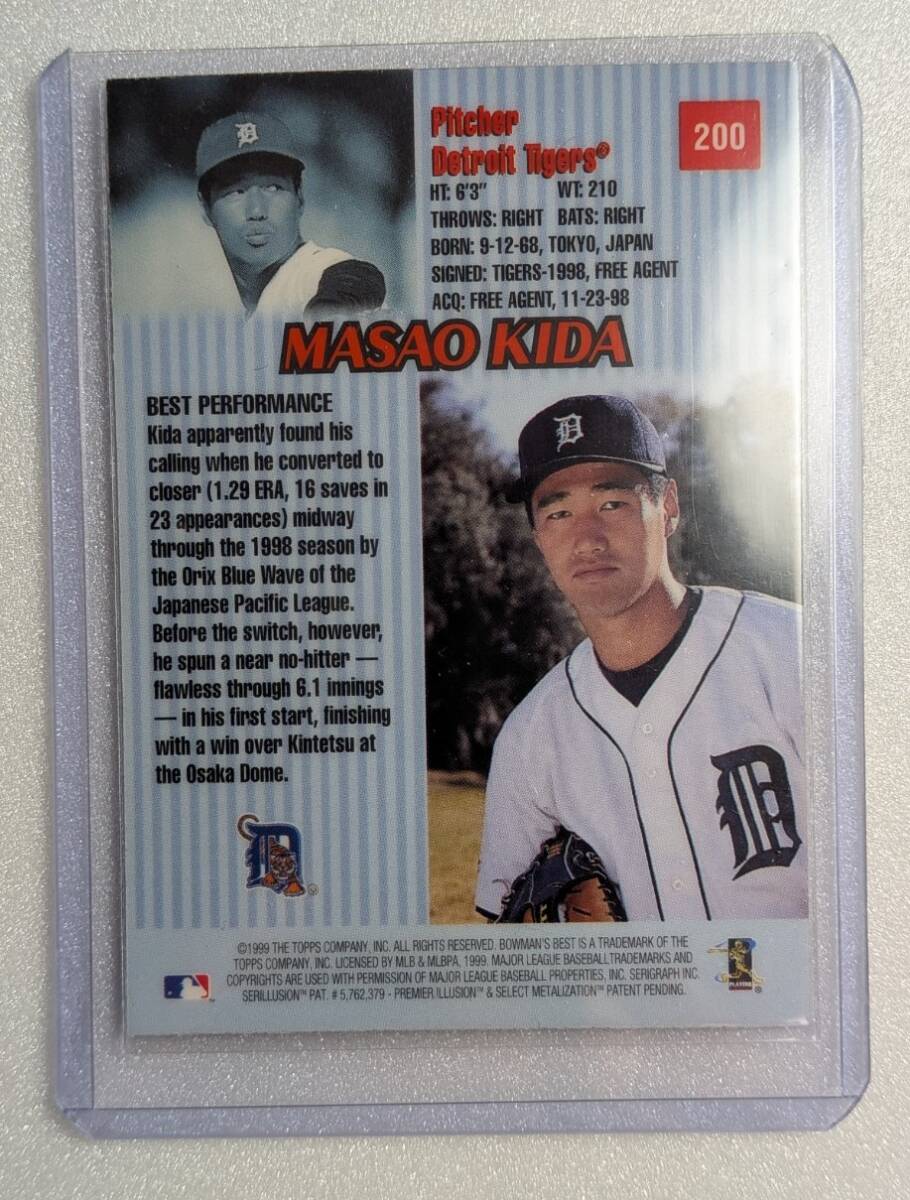 D
Pitcher
Detroit Tigers®
200
HT: 6'3" WT: 210
THROWS: RIGHT BATS: RIGHT
BORN: 9-12-68, TOKYO, JAPAN
SIGNED: TIGERS-1998, FREE AGENT
ACQ: FREE AGENT, 11-23-98
MASAO KIDA
BEST PERFORMANCE
Kida apparently found his
calling when he converted to
closer (1.29 ERA, 16 saves in
23 appearances) midway
through the 1998 season by
the Orix Blue Wave of the
Japanese Pacific League.
Before the switch, however,
he spun a near no-hitter —
flawless through 6.1 innings
— in his first start, finishing
with a win over Kintetsu at
the Osaka Dome.
D
D
D
®
©1999 THE TOPPS COMPANY, INC. ALL RIGHTS RESERVED. BOWMAN'S BEST IS A TRADEMARK OF THE
TOPPS COMPANY, INC. LICENSED BY MLB & MLBPA, 1999. MAJOR LEAGUE BASEBALL TRADEMARKS AND
COPYRIGHTS ARE USED WITH PERMISSION OF MAJOR LEAGUE BASEBALL PROPERTIES, INC. SERIGRAPH INC.
SERILLUSION™ PAT. # 5,762,379 - PREMIER ILLUSION™ & SELECT METALIZATION™ PATENT PENDING.
™
PLAYERS
®